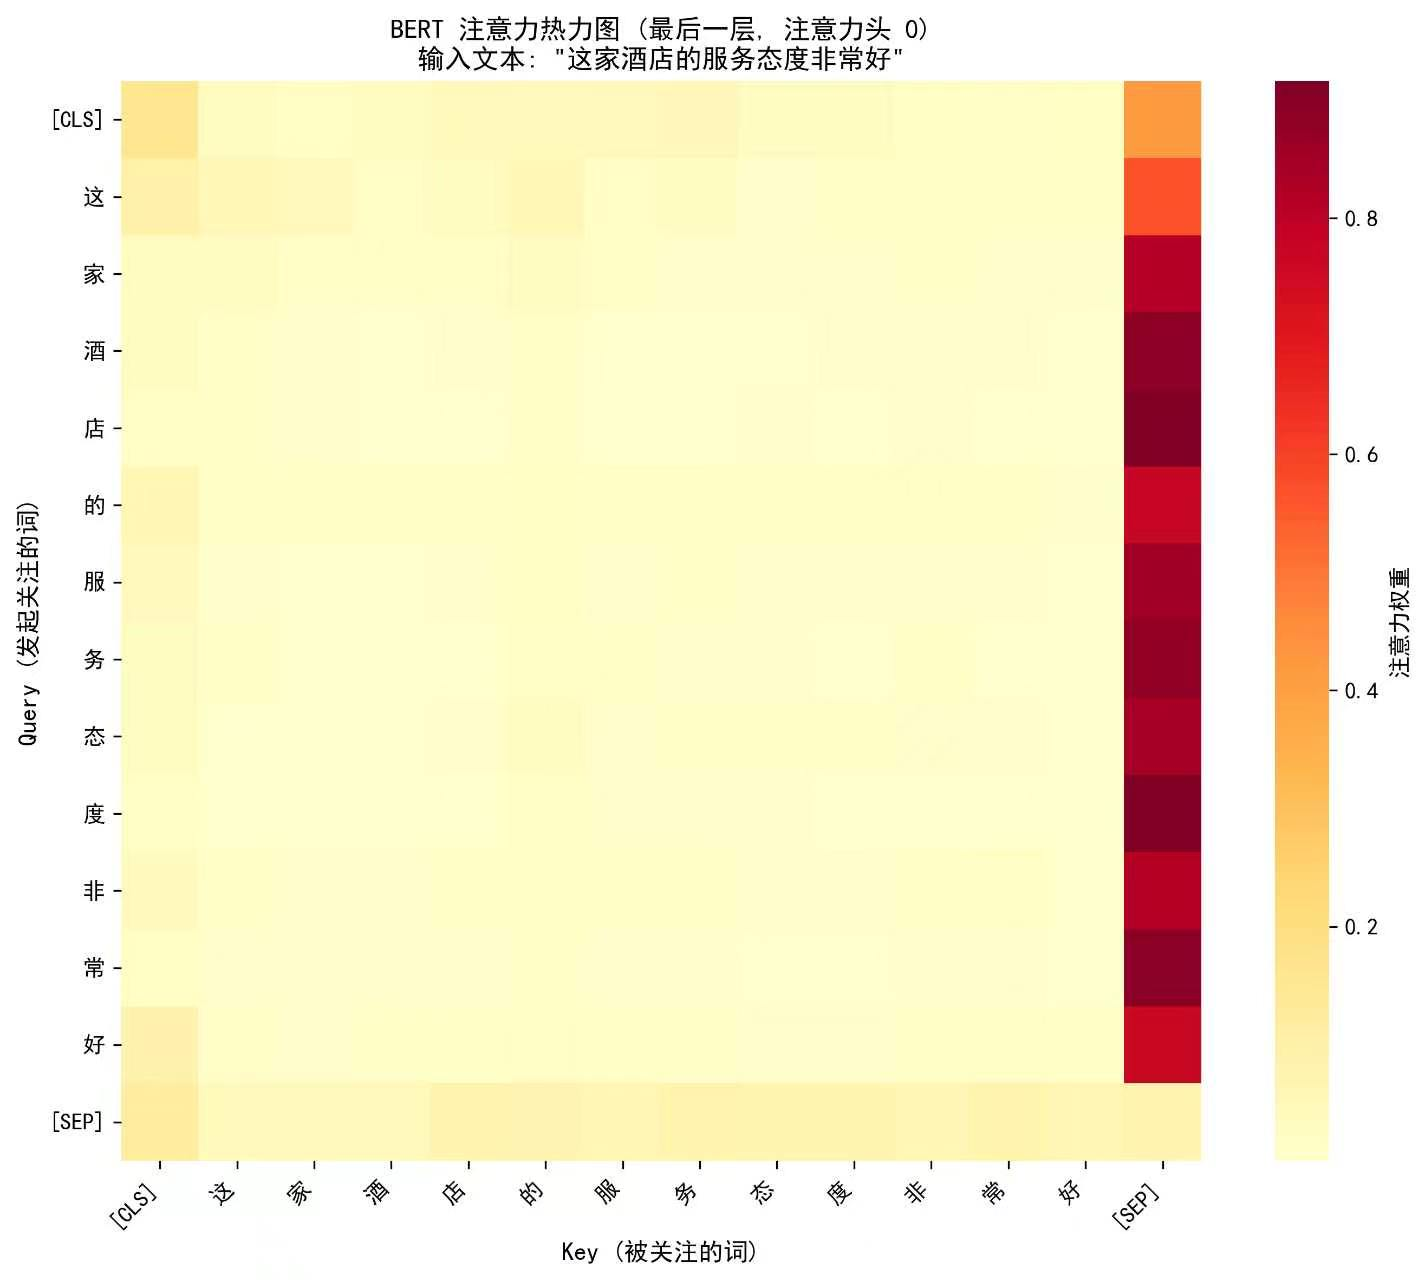 BERT 注意力热力图 (最后一层, 注意力头 0)
输入文本: "这家酒店的服务态度非常好"
[CLS]
这
家
酒
店
的
服
务
态
度
非
常
好
[SEP]
Query (发起关注的词)
[CLS]
这
家
酒
店
的
服
务
态
度
非
常
好
[SEP]
Key (被关注的词)
0.8
0.6
0.4
0.2
注意力权重